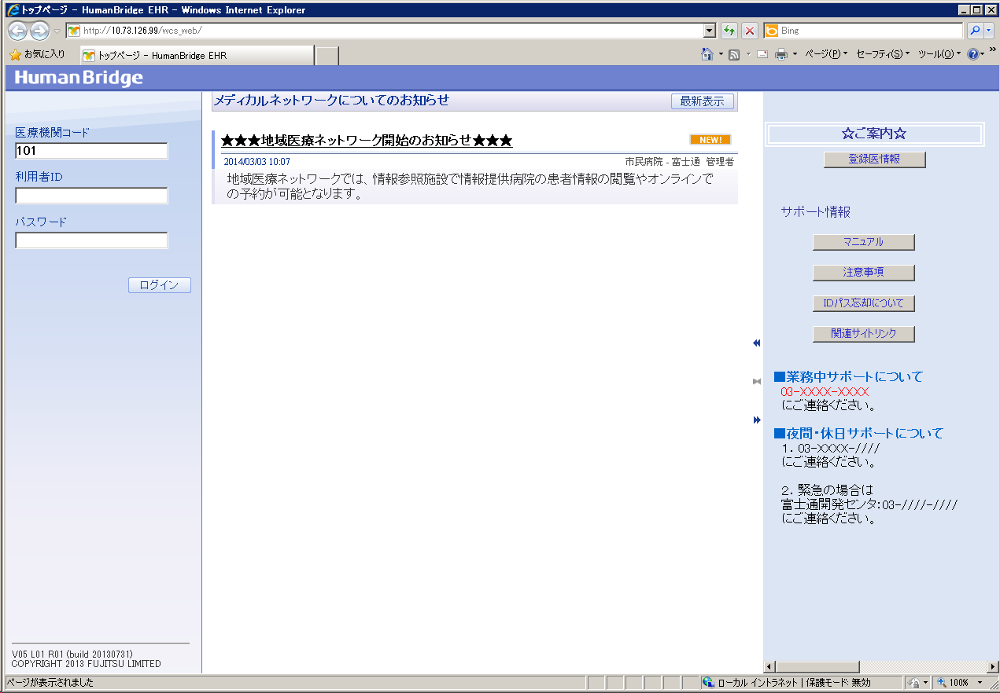 トップページ - HumanBridge EHR - Windows Internet Explorer
http://10.73.126.99/wcs_web/
Bing
お気に入り
トップページ - HumanBridge EHR
ページ(P)
セーフティ(S)
ツール(O)
HumanBridge
医療機関コード
101
利用者ID
パスワード
ログイン
V05 L01 R01 (build 20130731)
COPYRIGHT 2013 FUJITSU LIMITED
メディカルネットワークについてのお知らせ
最新表示
★★★地域医療ネットワーク開始のお知らせ★★★
NEW!
2014/03/03 10:07
市民病院 - 富士通 管理者
地域医療ネットワークでは、情報参照施設で情報提供病院の患者情報の閲覧やオンラインで
の予約が可能となります。
☆ご案内☆
登録医情報
サポート情報
マニュアル
注意事項
IDパス忘却について
関連サイトリンク
■業務中サポートについて
03-XXXX-XXXX
にご連絡ください。
■夜間・休日サポートについて
1. 03-XXXX-////
にご連絡ください。
2. 緊急の場合は
富士通開発センタ:03-////-////
にご連絡ください。
ページが表示されました
ローカル イントラネット | 保護モード: 無効
100%